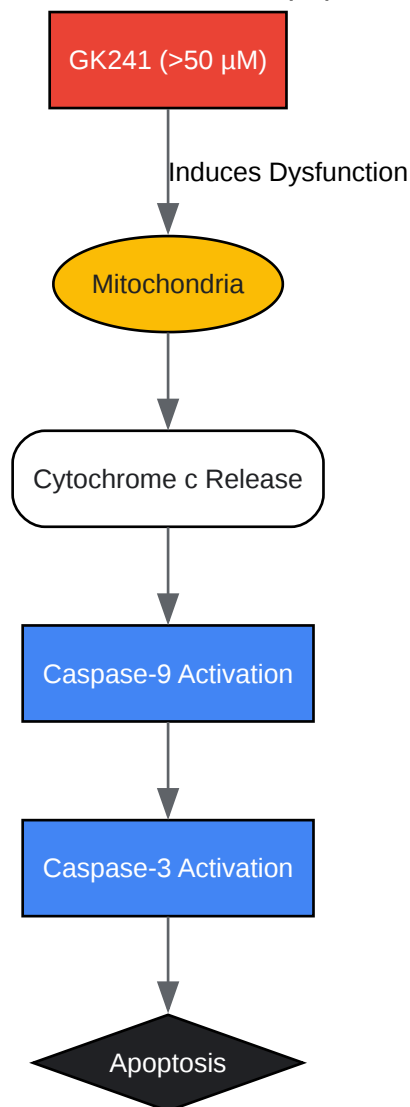 GK241 (>50 µM)
Induces Dysfunction
Mitochondria
Cytochrome c Release
Caspase-9 Activation
Caspase-3 Activation
Apoptosis